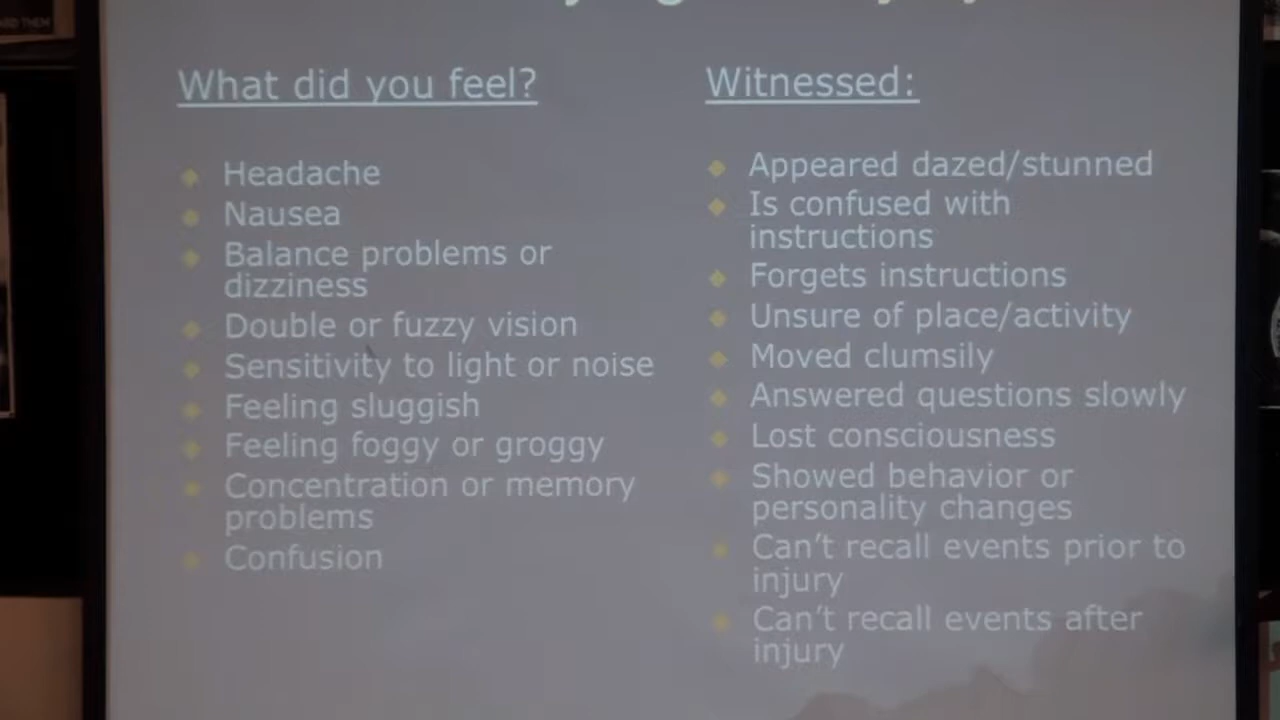 What did you feel?
Headache
Nausea
Balance problems or
dizziness
Double or fuzzy vision
Sensitivity to light or noise
Feeling sluggish
Feeling foggy or groggy
Concentration or memory
problems
Confusion
Witnessed:
Appeared dazed/stunned
Is confused with
instructions
Forgets instructions
Unsure of place/activity
Moved clumsily
Answered questions slowly
Lost consciousness
Showed behavior or
personality changes
Can't recall events prior to
injury
Can't recall events after
injury